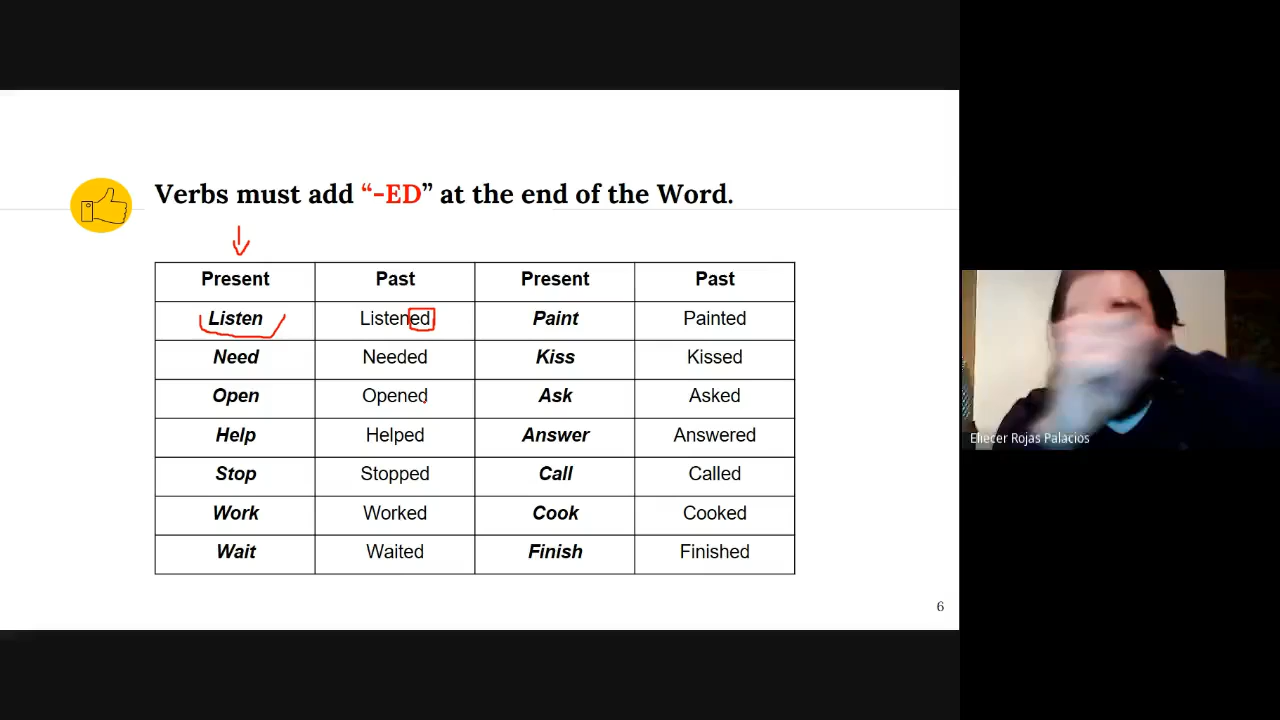 Verbs must add “-ED” at the end of the Word.
Present Past Present Past
Listen Listened Paint Painted
Need Needed Kiss Kissed
Open Opened Ask Asked
Help Helped Answer Answered
Stop Stopped Call Called
Work Worked Cook Cooked
Wait Waited Finish Finished
6
Eliecer Rojas Palacios